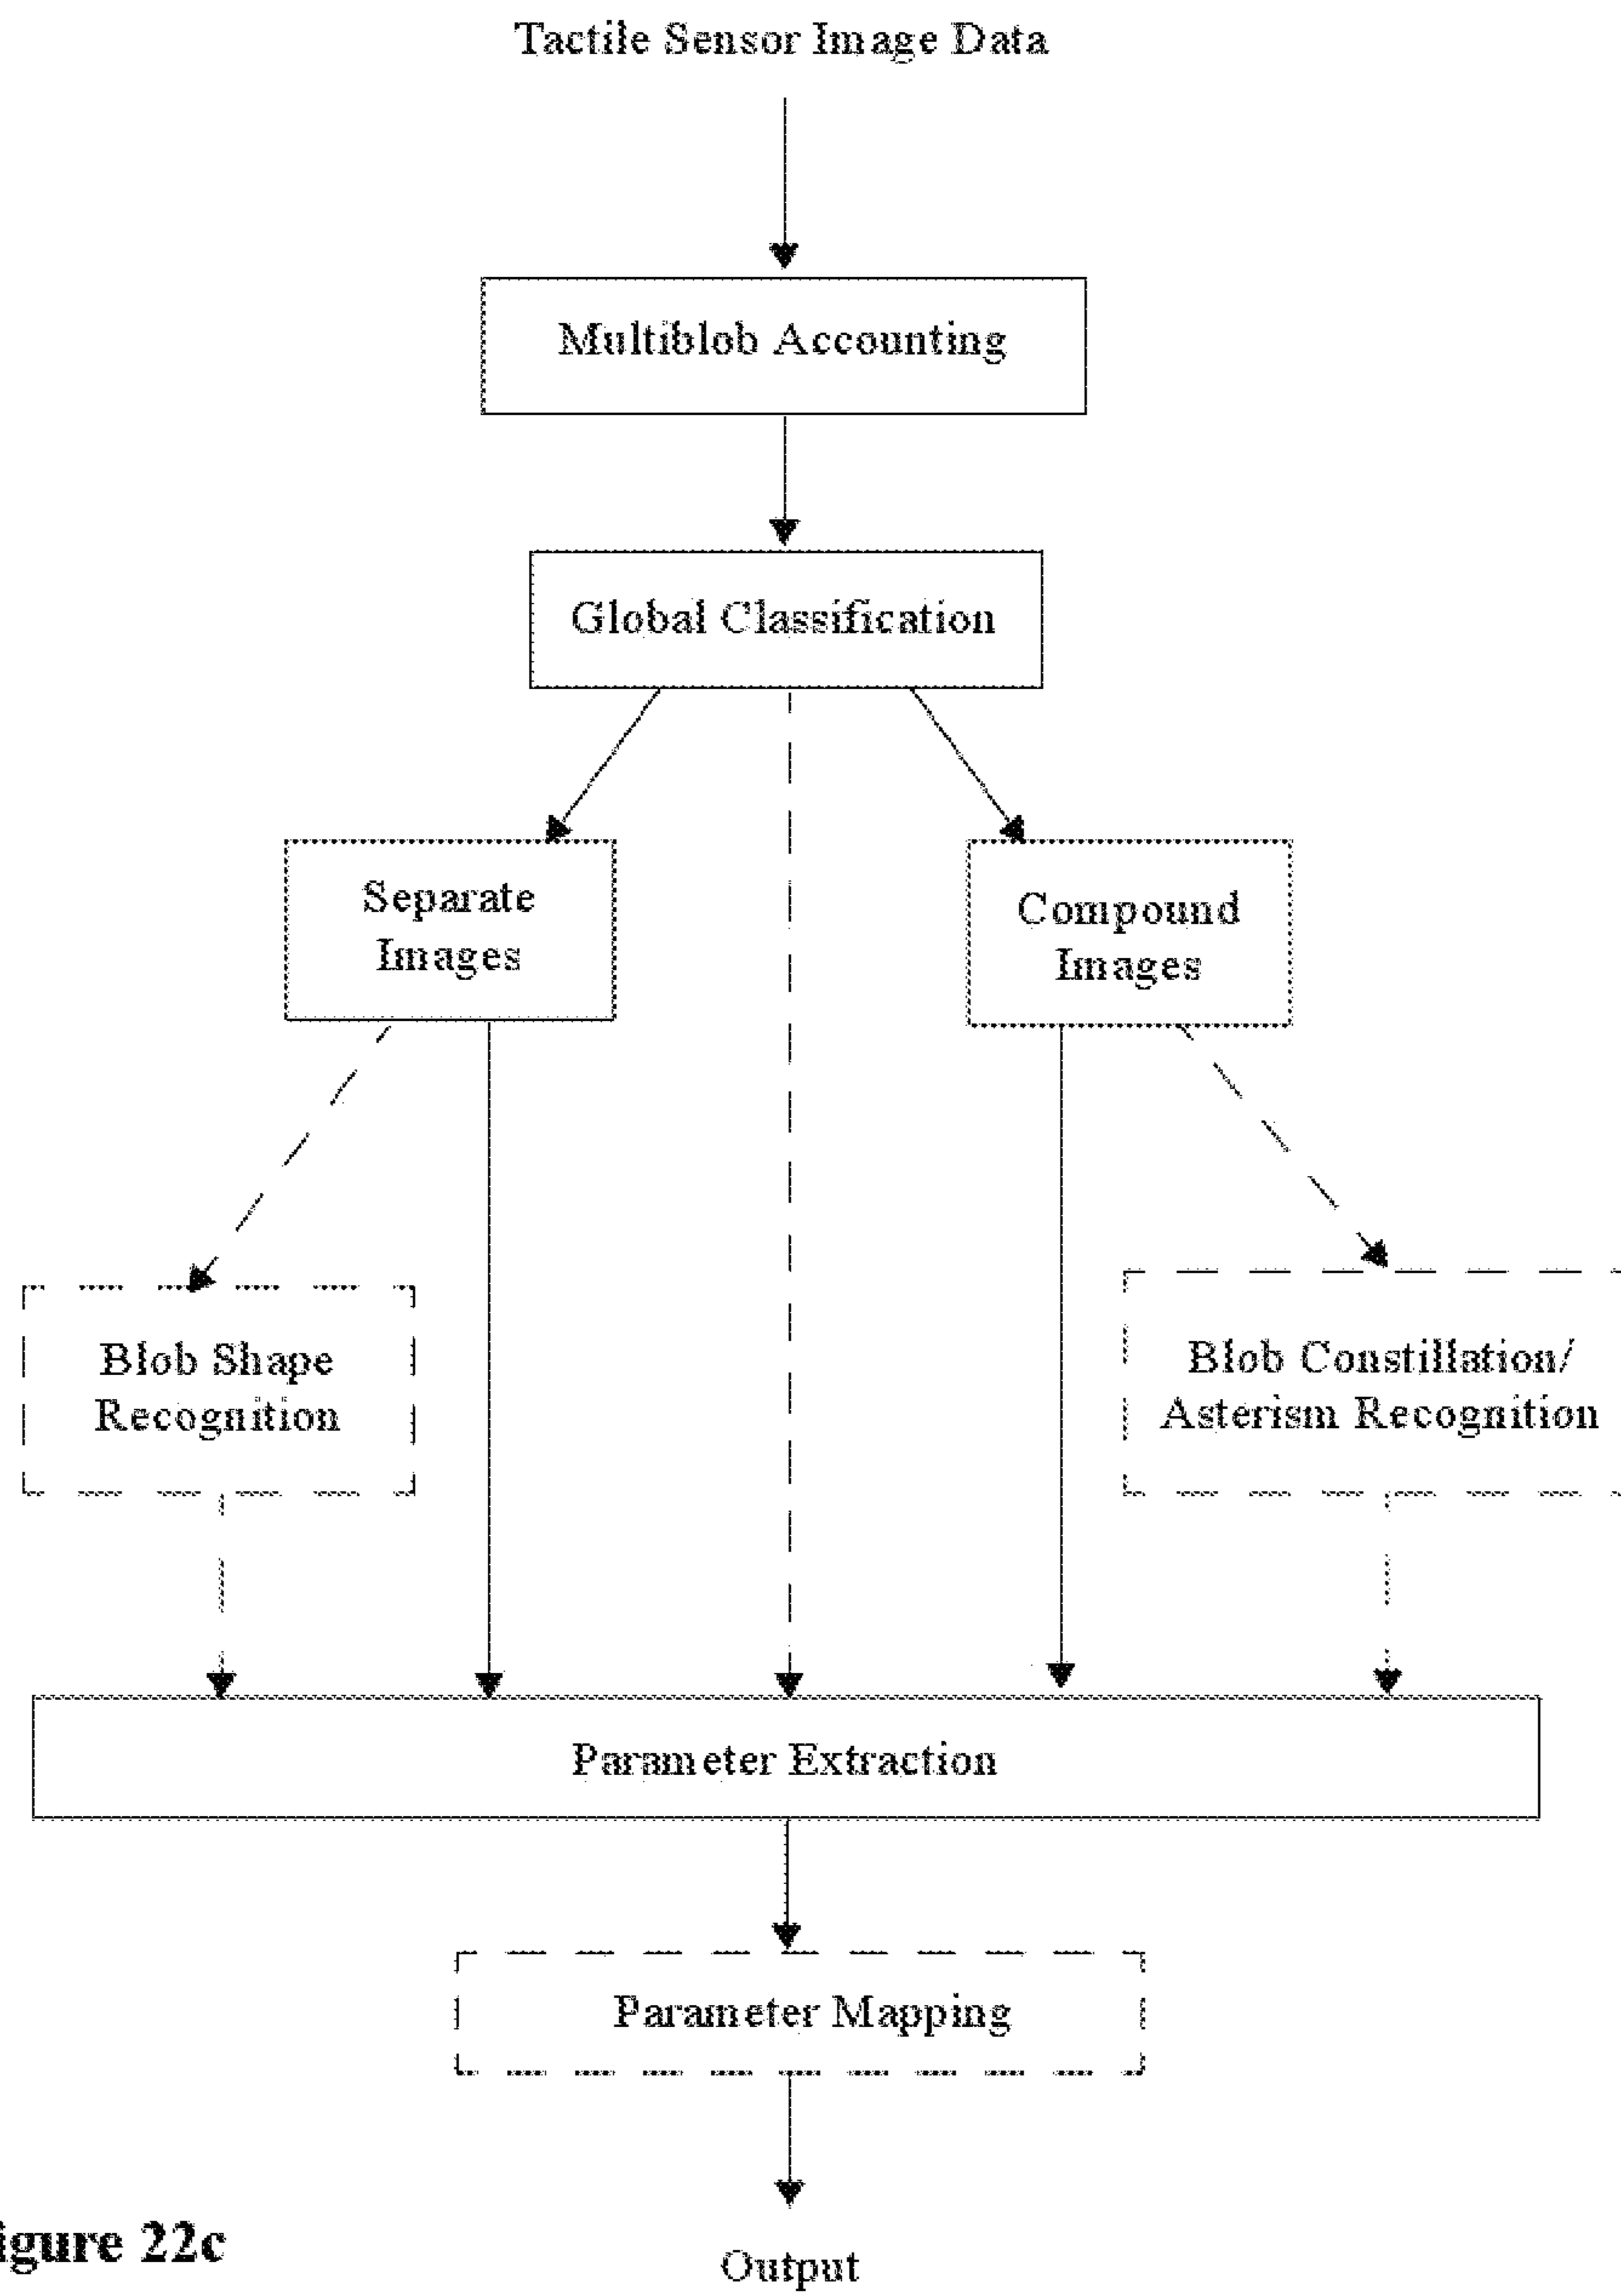 Tactile Sensor Image Data
Multiblob Accounting
Global Classification
Separate
Images
Compound
Images
Blob Shape
Recognition
Blob Constillation/
Asterism Recognition
Parameter Extraction
Parameter Mapping
Output
igure 22c